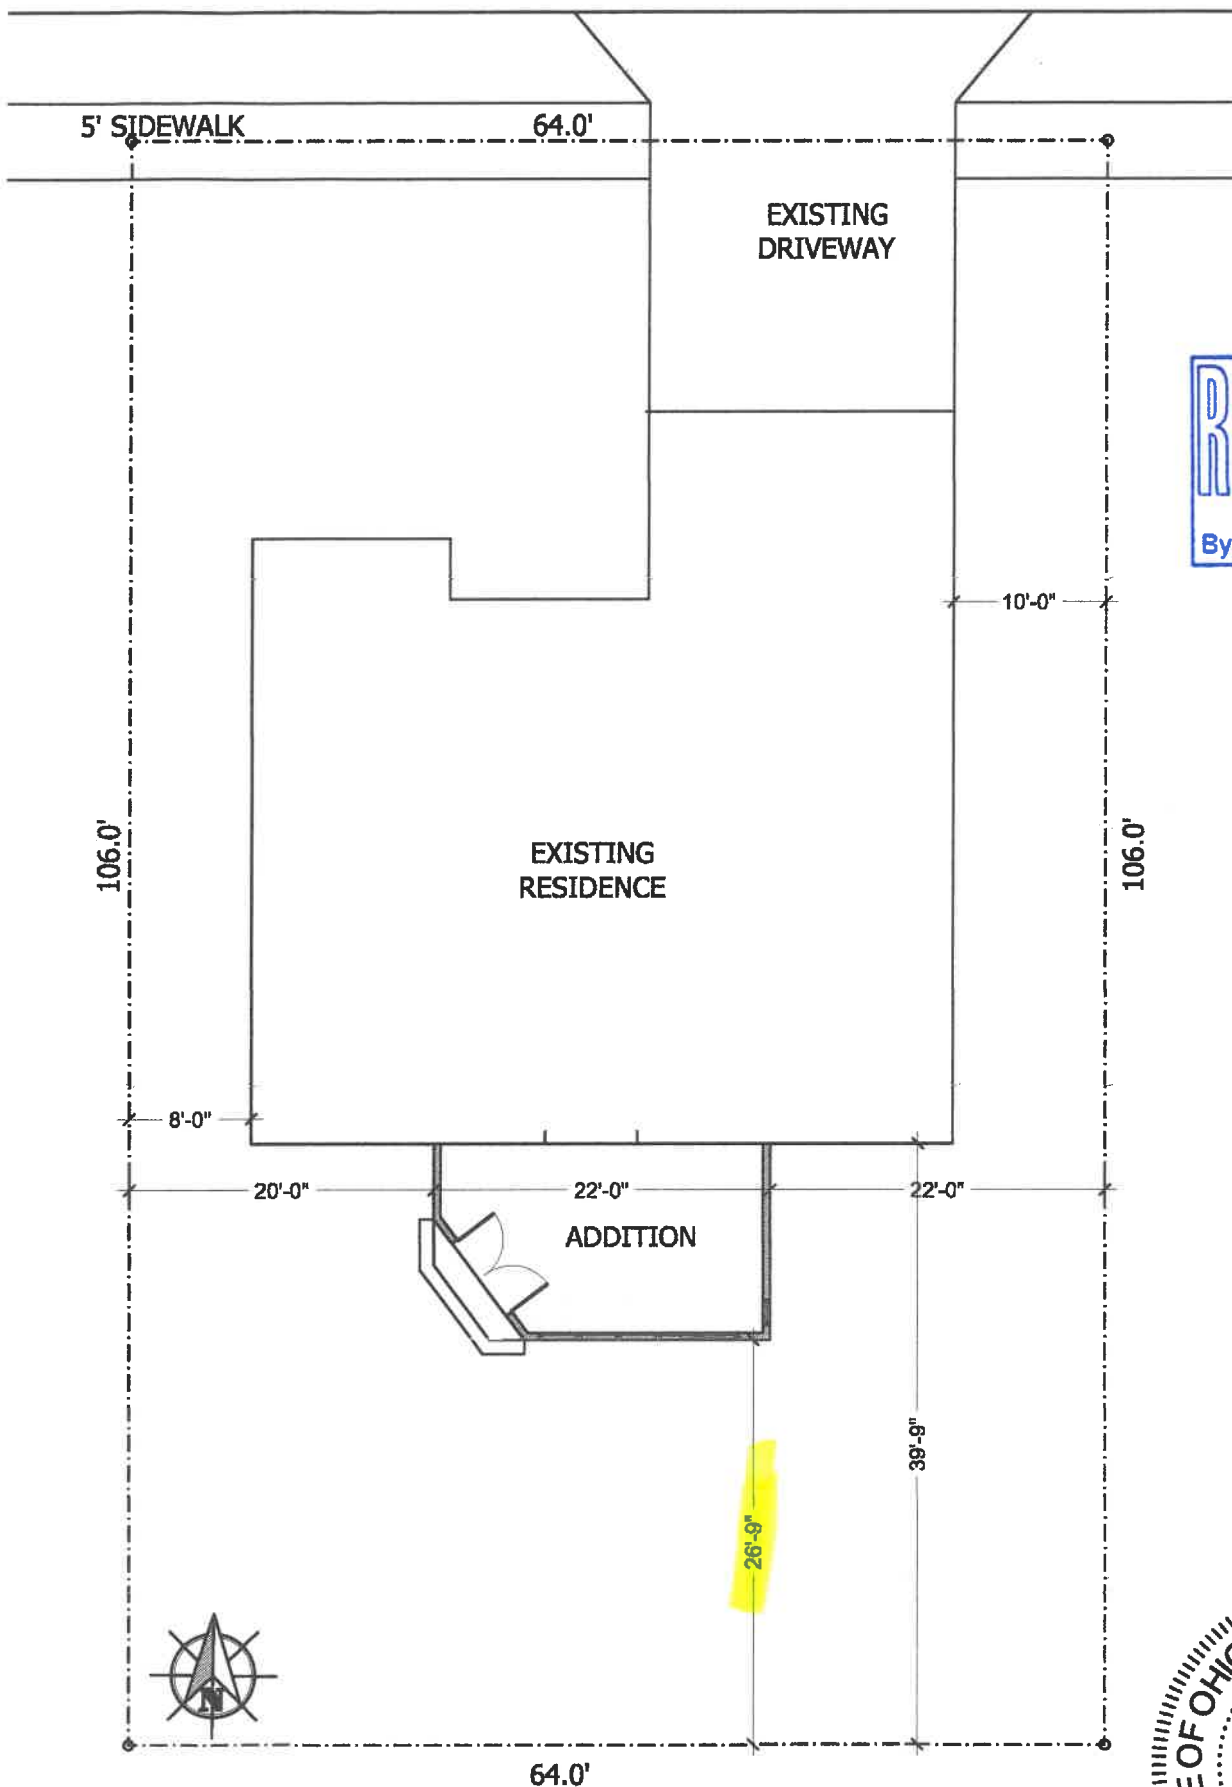 5' SIDEWALK
64.0'
EXISTING
DRIVEWAY
R
By
10'-0"
106.0'
106.0'
EXISTING
RESIDENCE
8'-0"
20'-0"
22'-0"
22'-0"
ADDITION
39'-9"
26'-9"
N
64.0'
E OF OHIO